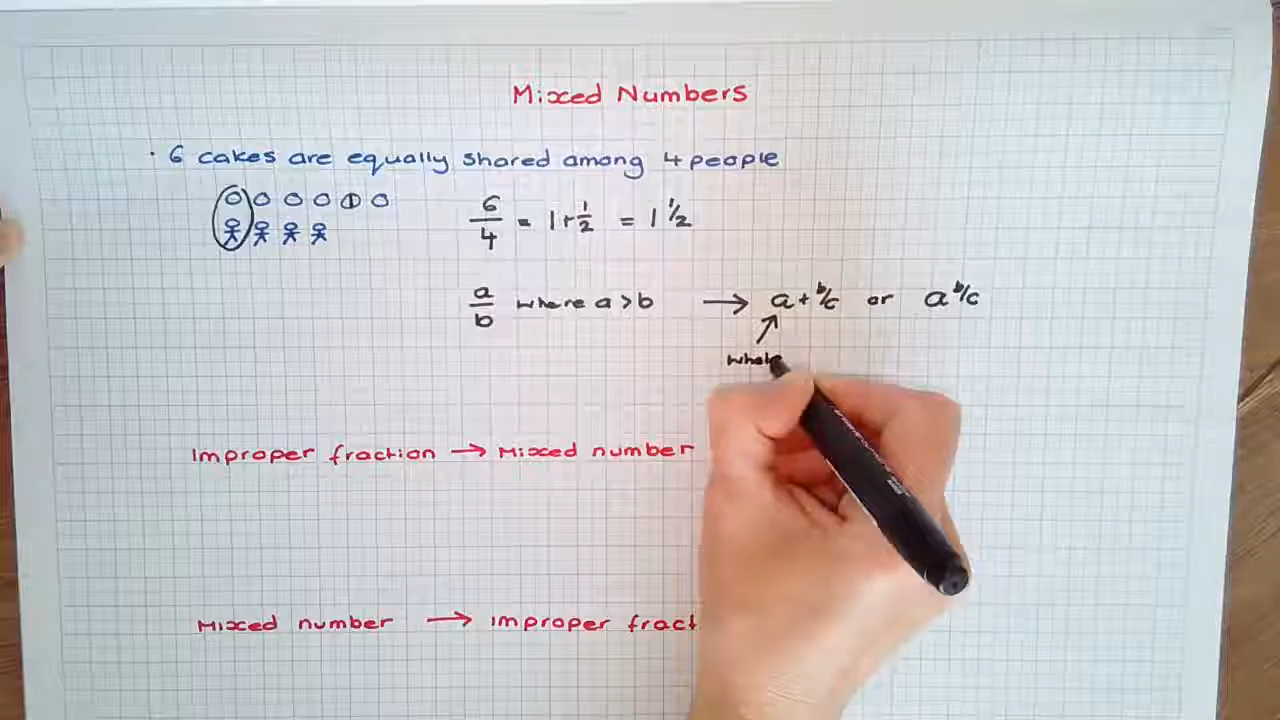 Mixed Numbers
· 6 cakes are equally shared among 4 people
6/4 = 1+1/2 = 1 1/2
a/b where a > b → a + b/c or a b/c
whole
Improper fraction → Mixed number
Mixed number → Improper fract